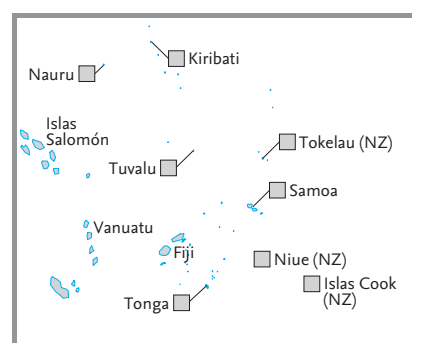 Kiribati
Nauru
Islas
Salomón
Tokelau (NZ)
Tuvalu
Samoa
Vanuatu
Fiji
Niue (NZ)
Islas Cook
(NZ)
Tonga